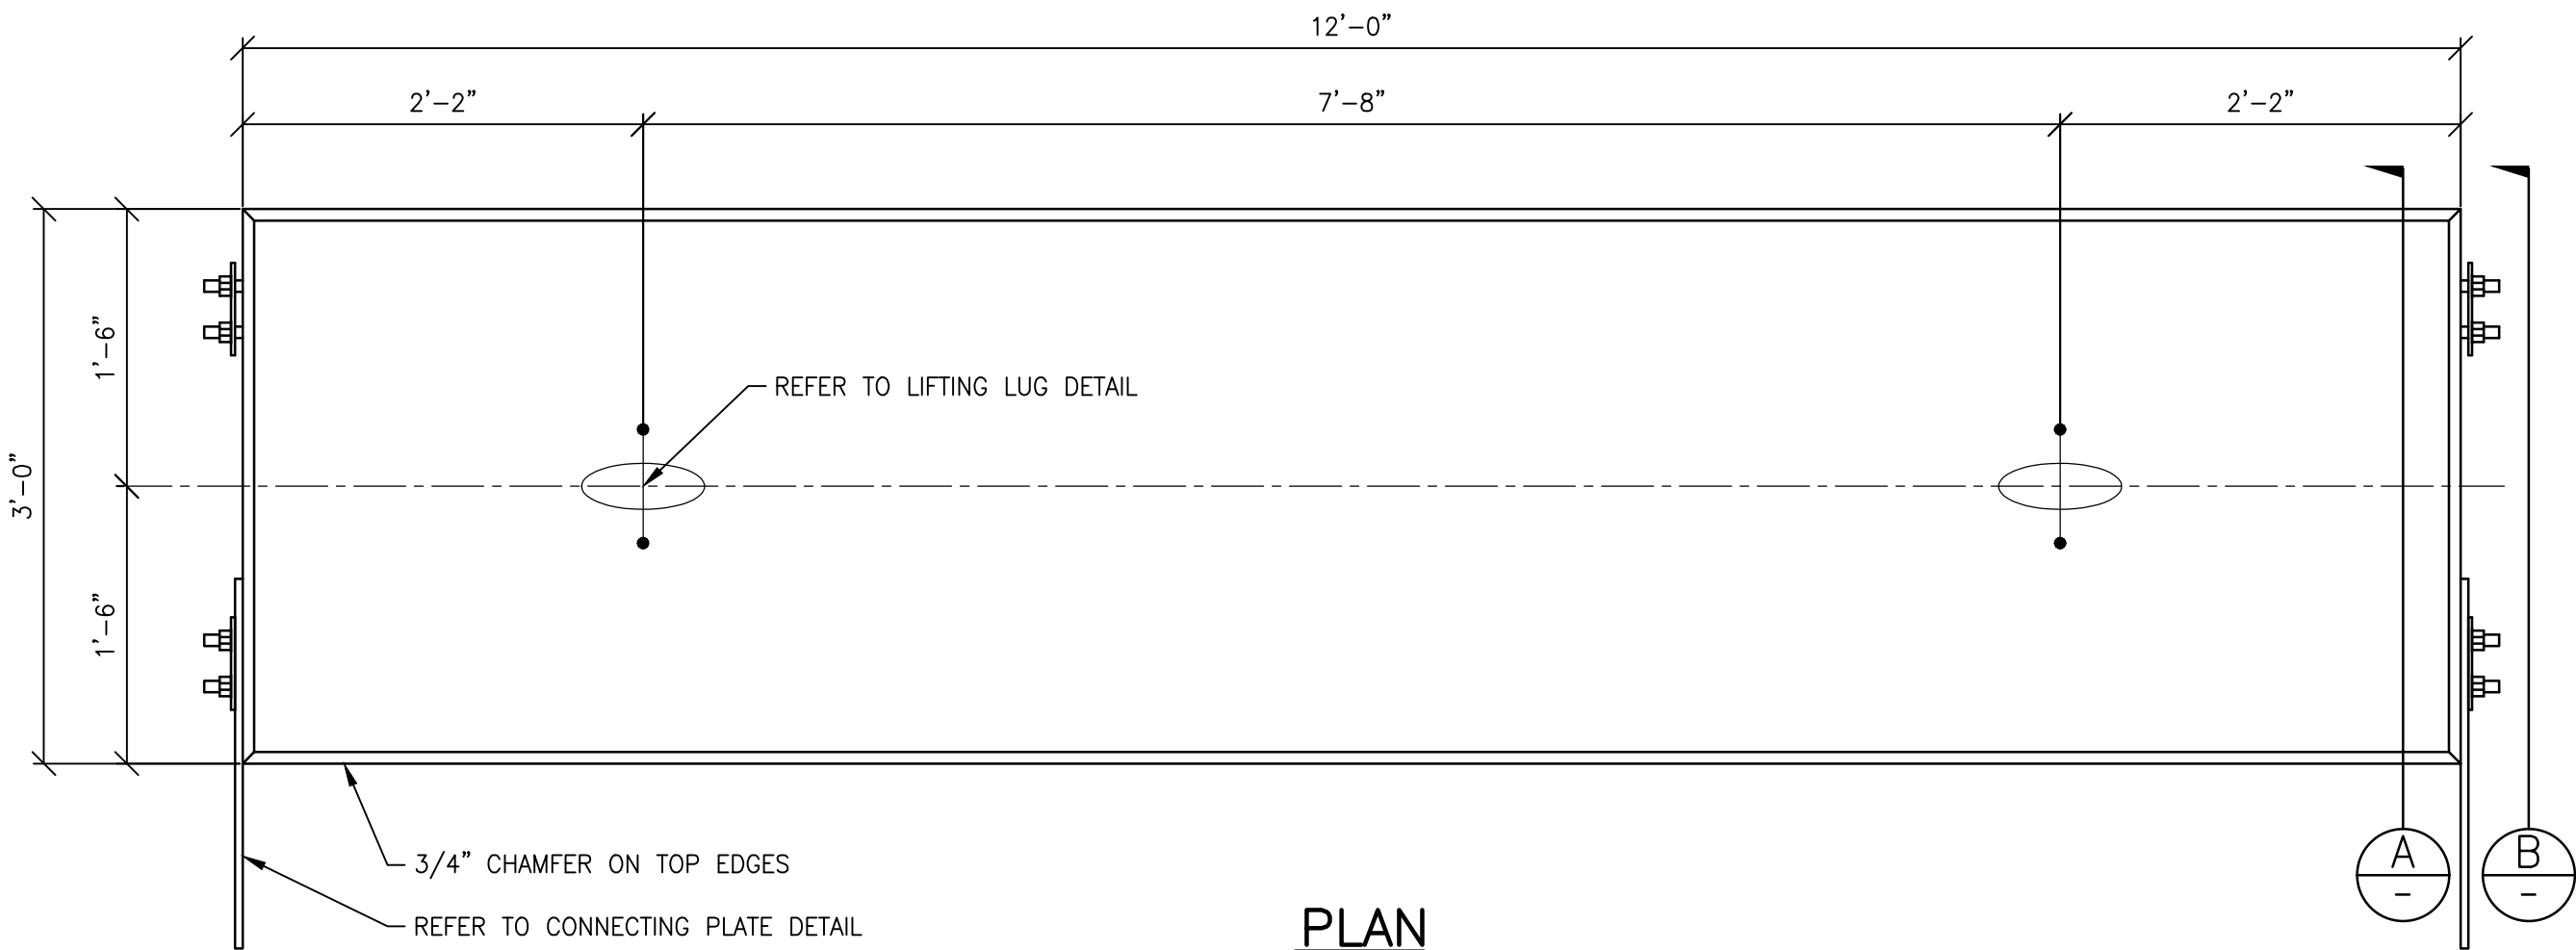 12'-0"
2'-2"
7'-8"
2'-2"
1'-6"
REFER TO LIFTING LUG DETAIL
3'-0"
1'-6"
3/4" CHAMFER ON TOP EDGES
A
B
-
-
REFER TO CONNECTING PLATE DETAIL
PLAN